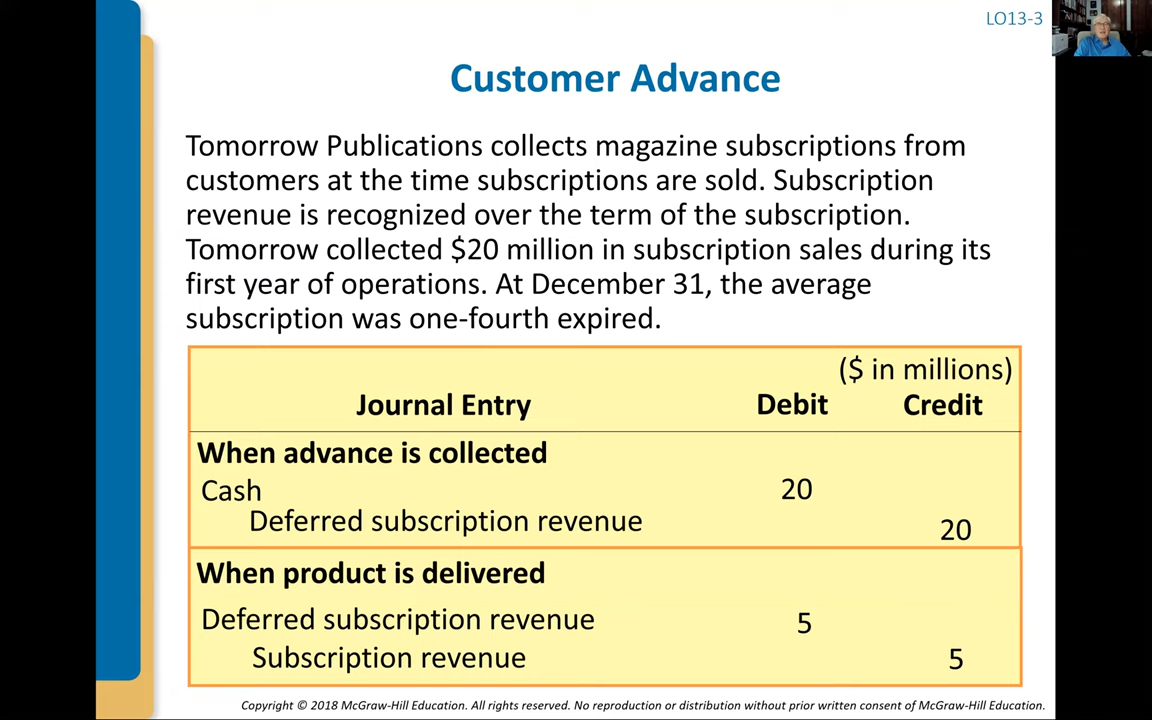 LO13-3
Customer Advance
Tomorrow Publications collects magazine subscriptions from
customers at the time subscriptions are sold. Subscription
revenue is recognized over the term of the subscription.
Tomorrow collected $20 million in subscription sales during its
first year of operations. At December 31, the average
subscription was one-fourth expired.
($ in millions)
Journal Entry Debit Credit
When advance is collected
Cash 20
Deferred subscription revenue 20
When product is delivered
Deferred subscription revenue 5
Subscription revenue 5
Copyright © 2018 McGraw-Hill Education. All rights reserved. No reproduction or distribution without prior written consent of McGraw-Hill Education.